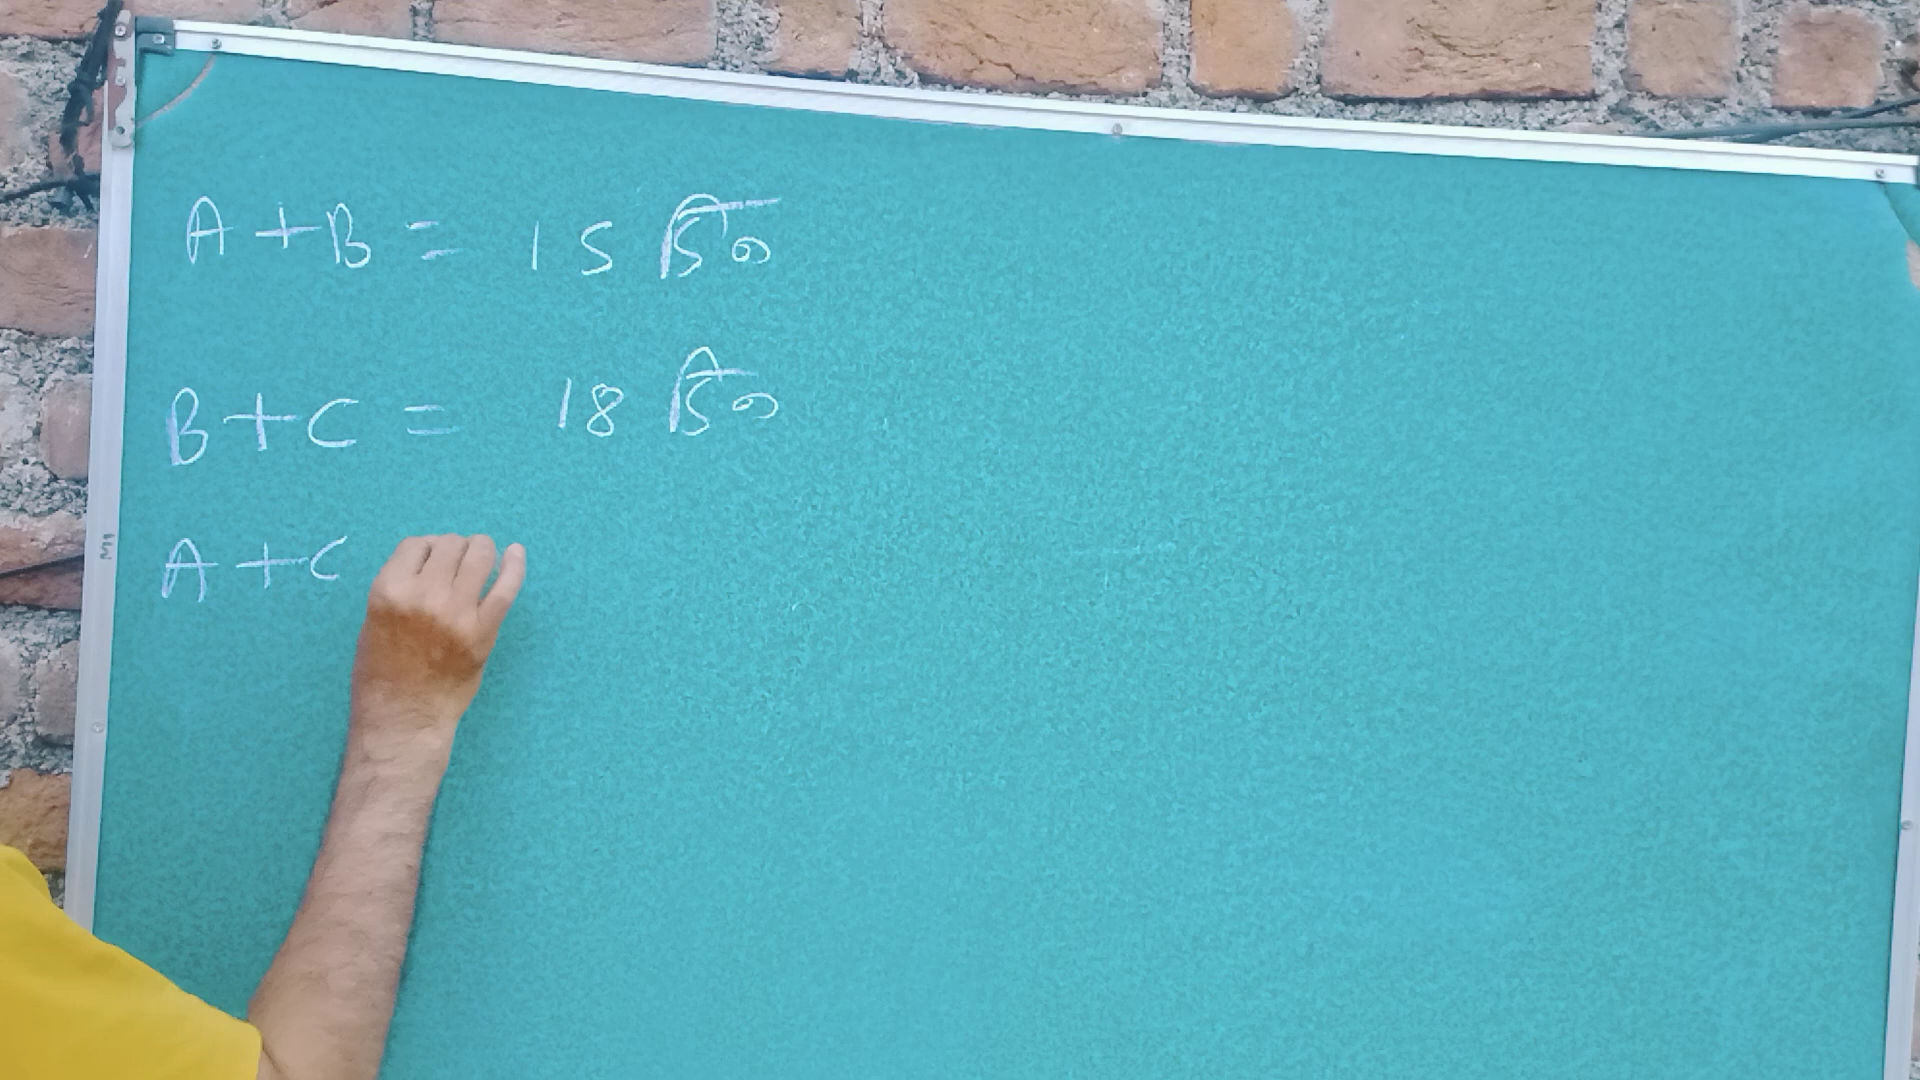 A + B = 15 दिन
B + C = 18 दिन
A + C